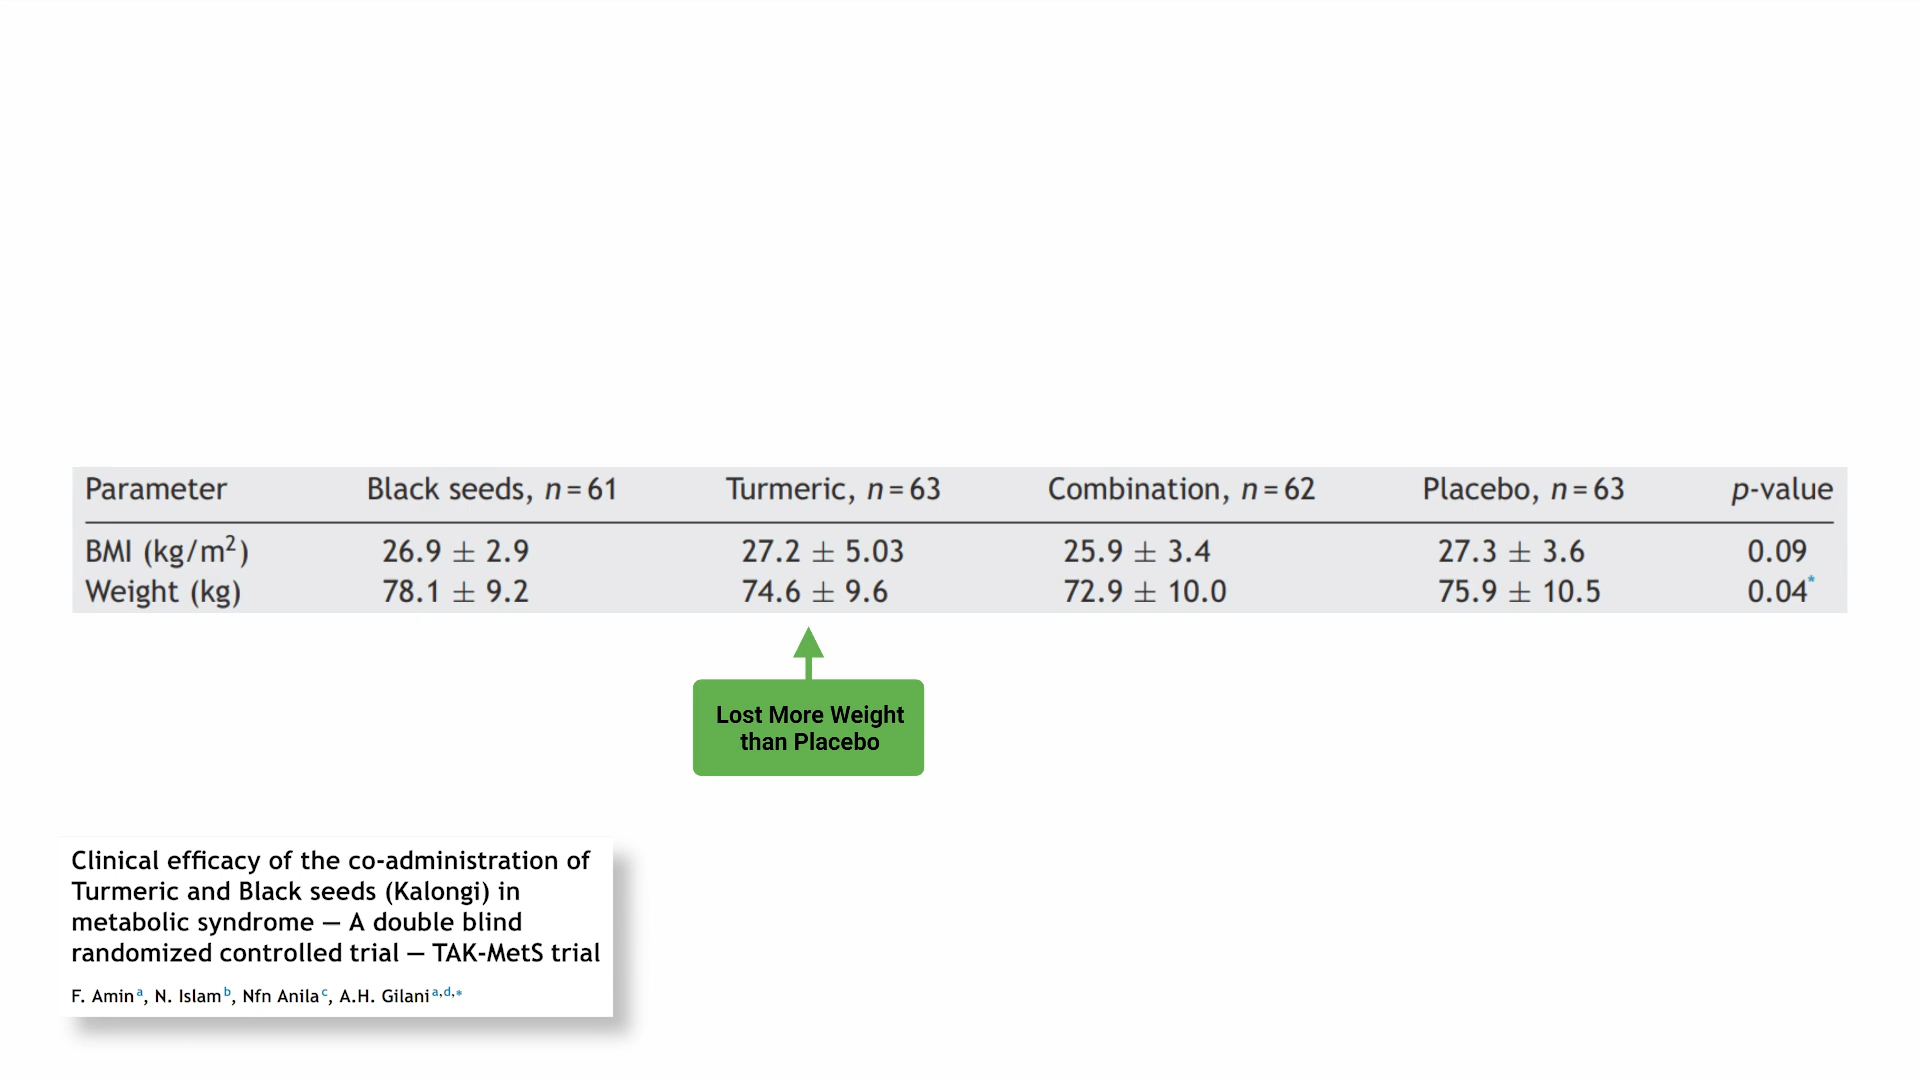 Parameter Black seeds, n=61 Turmeric, n=63 Combination, n=62 Placebo, n=63 p-value
BMI (kg/m²) 26.9 ± 2.9 27.2 ± 5.03 25.9 ± 3.4 27.3 ± 3.6 0.09
Weight (kg) 78.1 ± 9.2 74.6 ± 9.6 72.9 ± 10.0 75.9 ± 10.5 0.04*
Lost More Weight
than Placebo
Clinical efficacy of the co-administration of
Turmeric and Black seeds (Kalongi) in
metabolic syndrome — A double blind
randomized controlled trial — TAK-MetS trial
F. Amin a, N. Islam b, Nfn Anila c, A.H. Gilani a,d,*